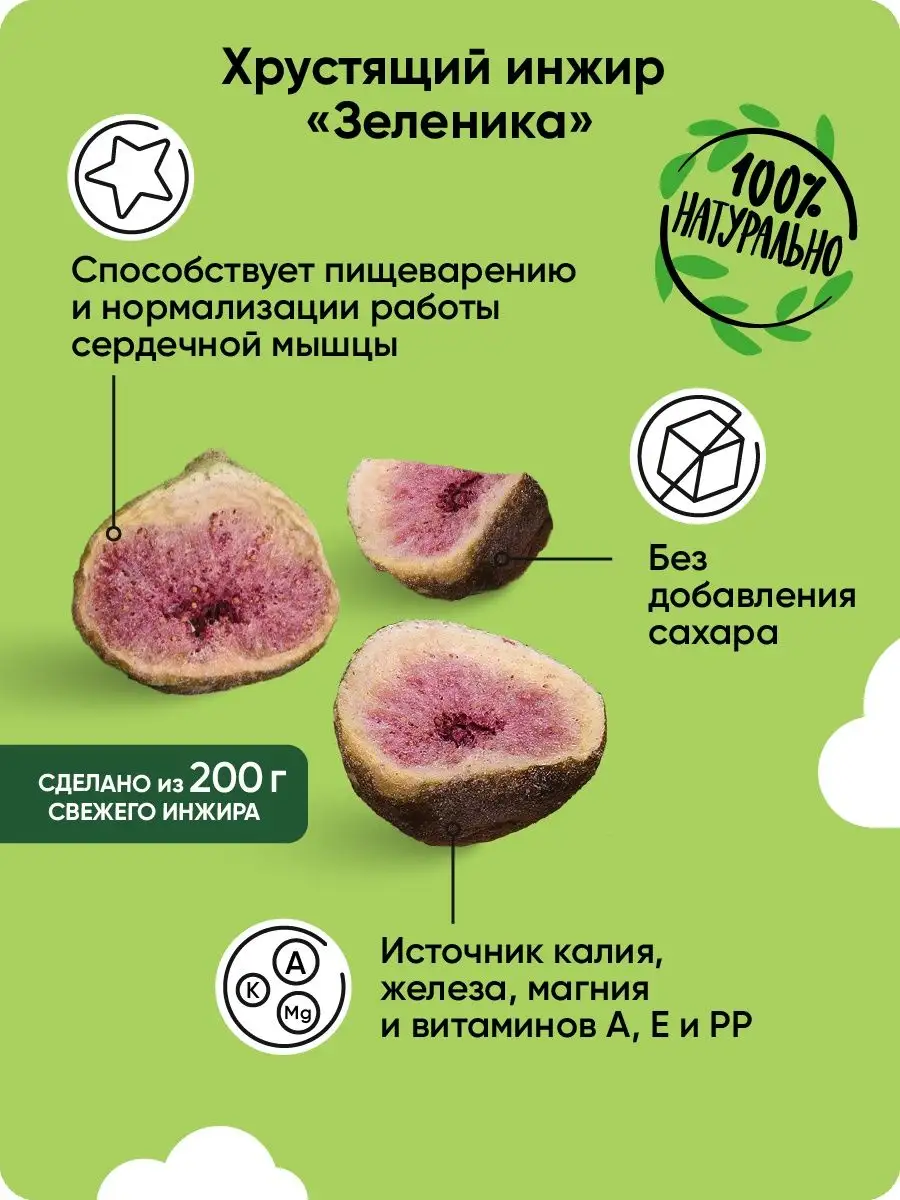 Хрустящий инжир
«Зеленика»
100%
НАТУРАЛЬНО
Способствует пищеварению
и нормализации работы
сердечной мышцы
Без
добавления
сахара
СДЕЛАНО из 200 г
СВЕЖЕГО ИНЖИРА
A
K
Mg
Источник калия,
железа, магния
и витаминов А, Е и РР